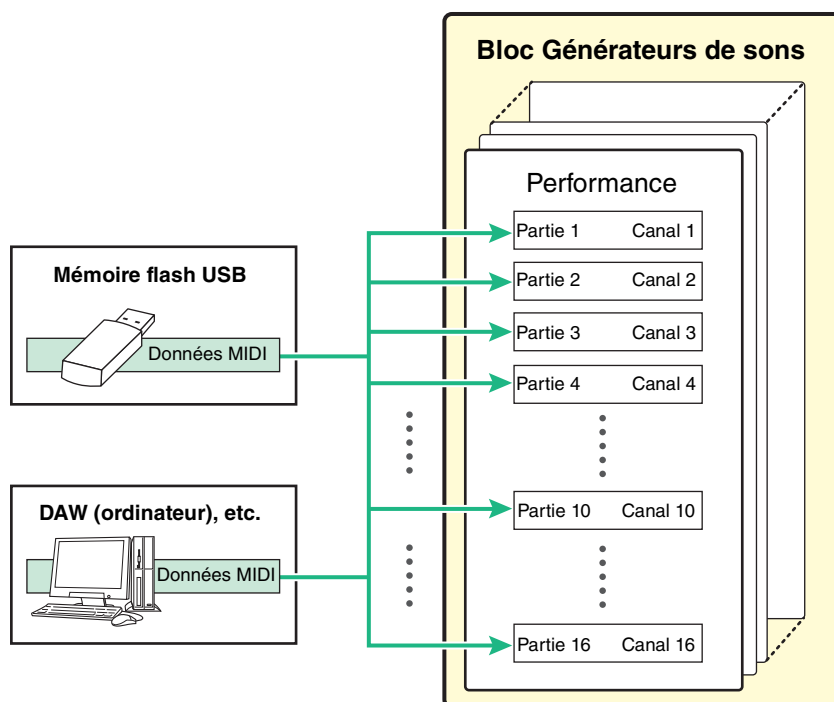 Bloc Générateurs de sons
Performance
Partie 1 Canal 1
Partie 2 Canal 2
Partie 3 Canal 3
Partie 4 Canal 4
Partie 10 Canal 10
Partie 16 Canal 16
Mémoire flash USB
Données MIDI
DAW (ordinateur), etc.
Données MIDI